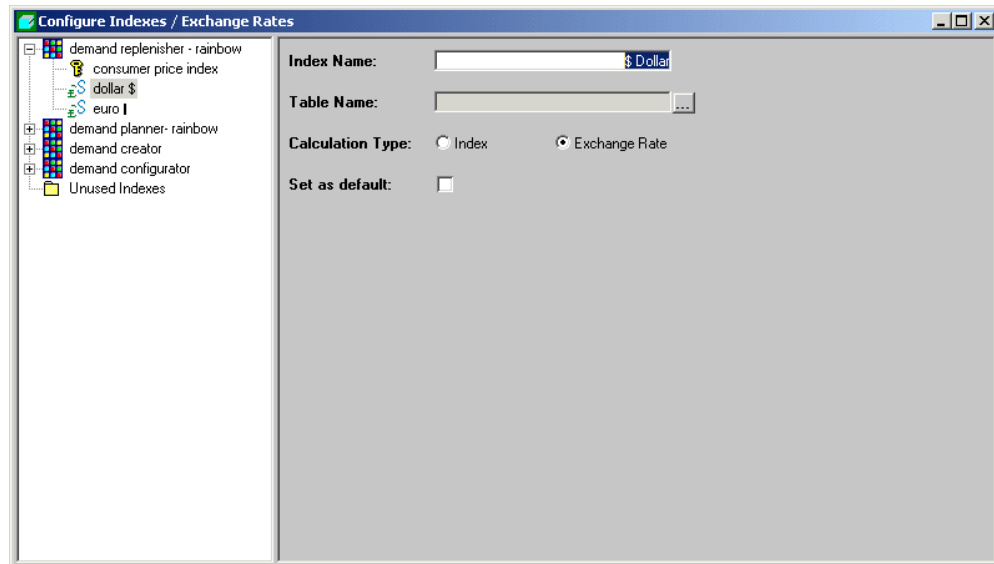 Configure Indexes / Exchange Rates
demand replenisher - rainbow
consumer price index
dollar $
euro
demand planner- rainbow
demand creator
demand configurator
Unused Indexes
Index Name: $ Dollar
Table Name: ...
Calculation Type: Index Exchange Rate
Set as default: